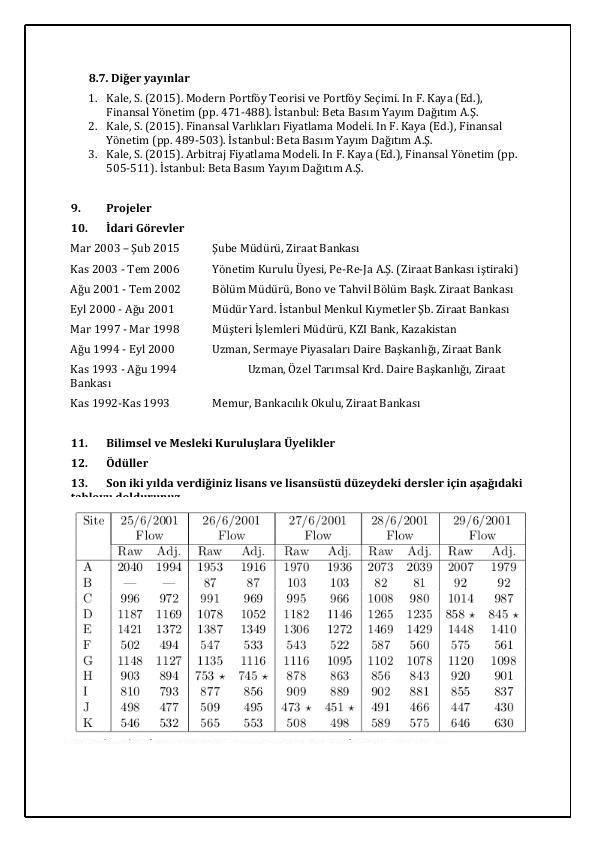 8.7. Diğer yayınlar
1. Kale, S. (2015). Modern Portföy Teorisi ve Portföy Seçimi. In F. Kaya (Ed.),
Finansal Yönetim (pp. 471-488). İstanbul: Beta Basım Yayım Dağıtım A.Ş.
2. Kale, S. (2015). Finansal Varlıkları Fiyatlama Modeli. In F. Kaya (Ed.), Finansal
Yönetim (pp. 489-503). İstanbul: Beta Basım Yayım Dağıtım A.Ş.
3. Kale, S. (2015). Arbitraj Fiyatlama Modeli. In F. Kaya (Ed.), Finansal Yönetim (pp.
505-511). İstanbul: Beta Basım Yayım Dağıtım A.Ş.
9. Projeler
10. İdari Görevler
Mar 2003 – Şub 2015 Şube Müdürü, Ziraat Bankası
Kas 2003 - Tem 2006 Yönetim Kurulu Üyesi, Pe-Re-Ja A.Ş. (Ziraat Bankası iştiraki)
Ağu 2001 - Tem 2002 Bölüm Müdürü, Bono ve Tahvil Bölüm Başk. Ziraat Bankası
Eyl 2000 - Ağu 2001 Müdür Yard. İstanbul Menkul Kıymetler Şb. Ziraat Bankası
Mar 1997 - Mar 1998 Müşteri İşlemleri Müdürü, KZI Bank, Kazakistan
Ağu 1994 - Eyl 2000 Uzman, Sermaye Piyasaları Daire Başkanlığı, Ziraat Bank
Kas 1993 - Ağu 1994 Uzman, Özel Tarımsal Krd. Daire Başkanlığı, Ziraat
Bankası
Kas 1992-Kas 1993 Memur, Bankacılık Okulu, Ziraat Bankası
11. Bilimsel ve Mesleki Kuruluşlara Üyelikler
12. Ödüller
13. Son iki yılda verdiğiniz lisans ve lisansüstü düzeydeki dersler için aşağıdaki
tabloyu doldurunuz
Site 25/6/2001 26/6/2001 27/6/2001 28/6/2001 29/6/2001
Flow Flow Flow Flow Flow
Raw Adj. Raw Adj. Raw Adj. Raw Adj. Raw Adj.
A 2040 1994 1953 1916 1970 1936 2073 2039 2007 1979
B — — 87 87 103 103 82 81 92 92
C 996 972 991 969 995 966 1008 980 1014 987
D 1187 1169 1078 1052 1182 1146 1265 1235 858 ⋆ 845 ⋆
E 1421 1372 1387 1349 1306 1272 1469 1429 1448 1410
F 502 494 547 533 543 522 587 560 575 561
G 1148 1127 1135 1116 1116 1095 1102 1078 1120 1098
H 903 894 753 ⋆ 745 ⋆ 878 863 856 843 920 901
I 810 793 877 856 909 889 902 881 855 837
J 498 477 509 495 473 ⋆ 451 ⋆ 491 466 447 430
K 546 532 565 553 508 498 589 575 646 630